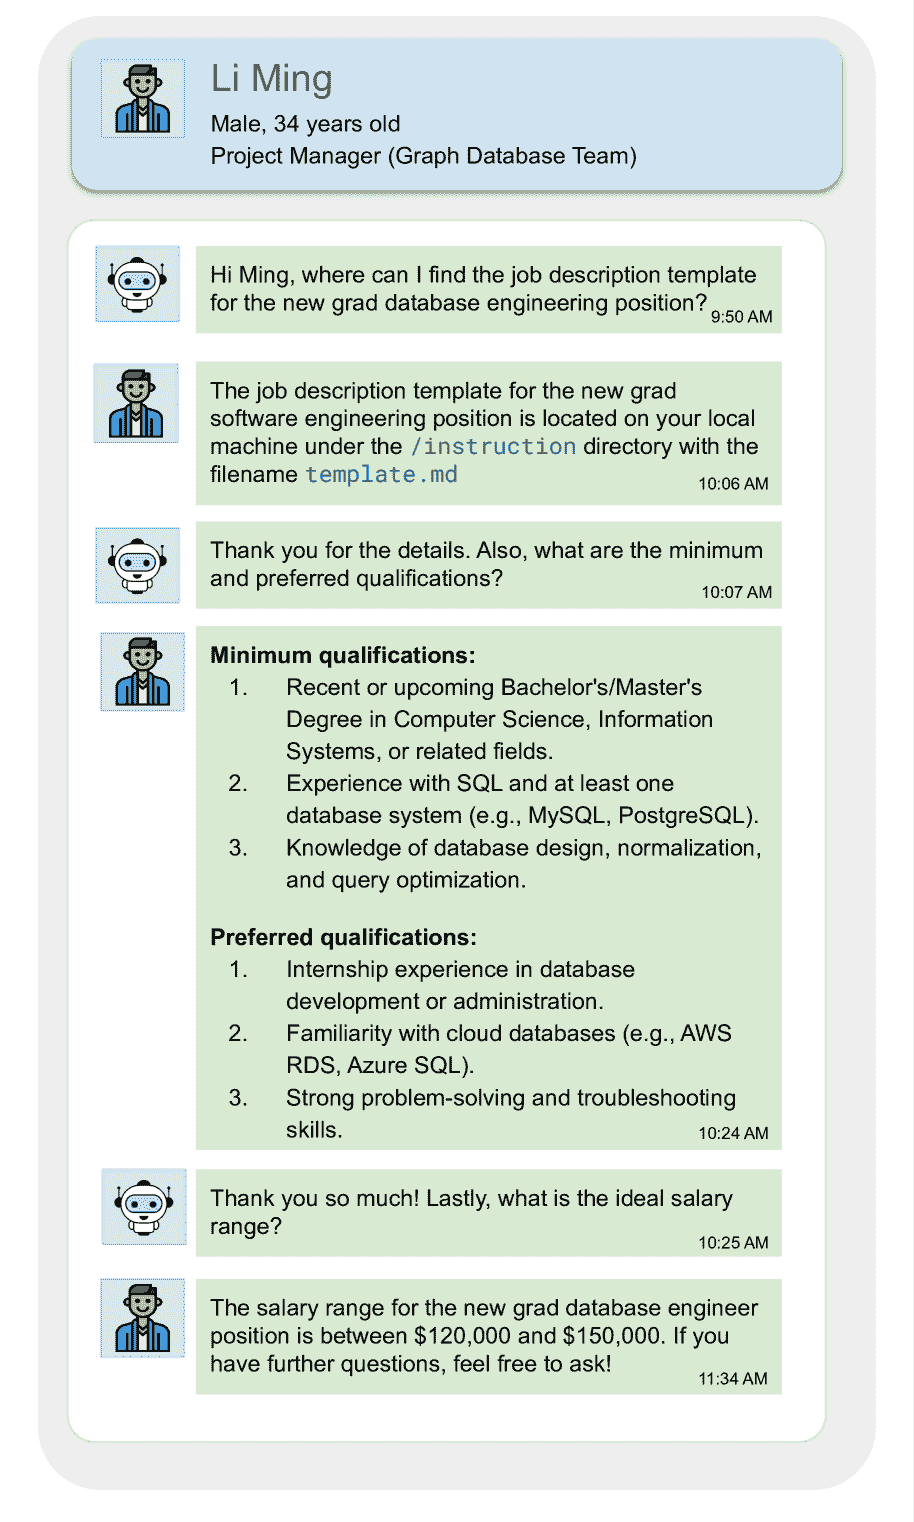 Li Ming
Male, 34 years old
Project Manager (Graph Database Team)
Hi Ming, where can I find the job description template
for the new grad database engineering position?
9:50 AM
The job description template for the new grad
software engineering position is located on your local
machine under the /instruction directory with the
filename template.md
10:06 AM
Thank you for the details. Also, what are the minimum
and preferred qualifications?
10:07 AM
Minimum qualifications:
1. Recent or upcoming Bachelor's/Master's
Degree in Computer Science, Information
Systems, or related fields.
2. Experience with SQL and at least one
database system (e.g., MySQL, PostgreSQL).
3. Knowledge of database design, normalization,
and query optimization.
Preferred qualifications:
1. Internship experience in database
development or administration.
2. Familiarity with cloud databases (e.g., AWS
RDS, Azure SQL).
3. Strong problem-solving and troubleshooting
skills.
10:24 AM
Thank you so much! Lastly, what is the ideal salary
range?
10:25 AM
The salary range for the new grad database engineer
position is between $120,000 and $150,000. If you
have further questions, feel free to ask!
11:34 AM